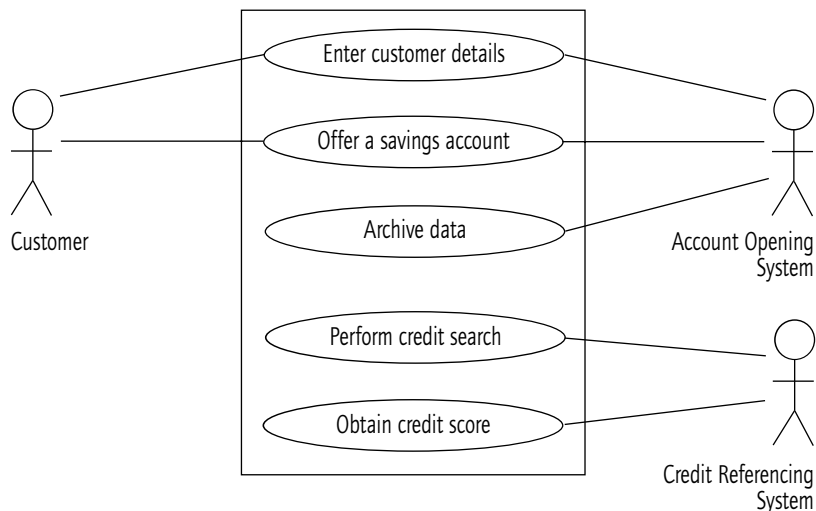 Enter customer details
Offer a savings account
Archive data
Perform credit search
Obtain credit score
Customer
Account Opening
System
Credit Referencing
System